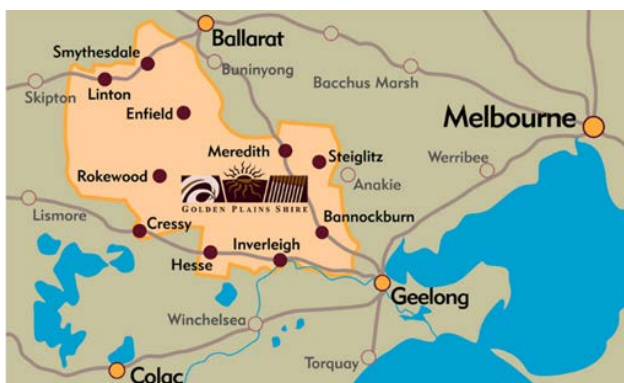 Ballarat
Smythesdale
Buninyong
Bacchus Marsh
Skipton
Linton
Enfield
Melbourne
Meredith
Steiglitz
Werribee
Rokewood
Anakie
GOLDEN PLAINS SHIRE
Lismore
Cressy
Bannockburn
Inverleigh
Hesse
Geelong
Winchelsea
Torquay
Colac